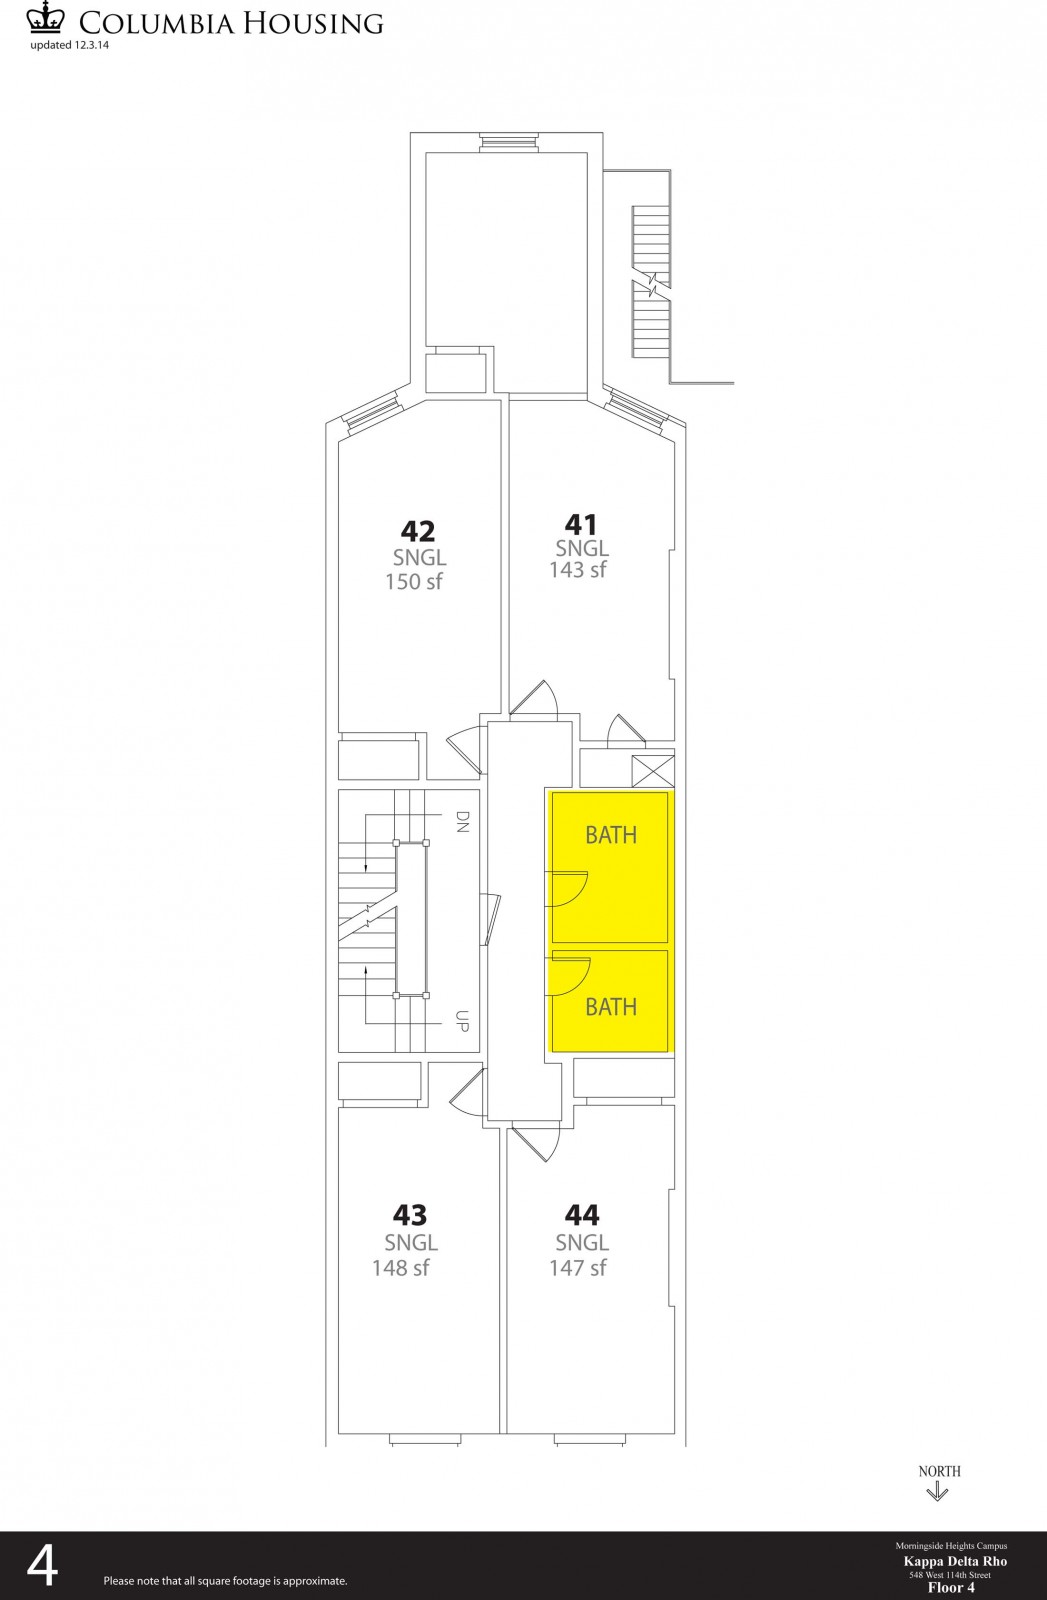 COLUMBIA HOUSING
updated 12.3.14
42
SNGL
150 sf
41
SNGL
143 sf
DN
BATH
UP
BATH
43
SNGL
148 sf
44
SNGL
147 sf
NORTH
4
Please note that all square footage is approximate.
Morningside Heights Campus
Kappa Delta Rho
548 West 114th Street
Floor 4